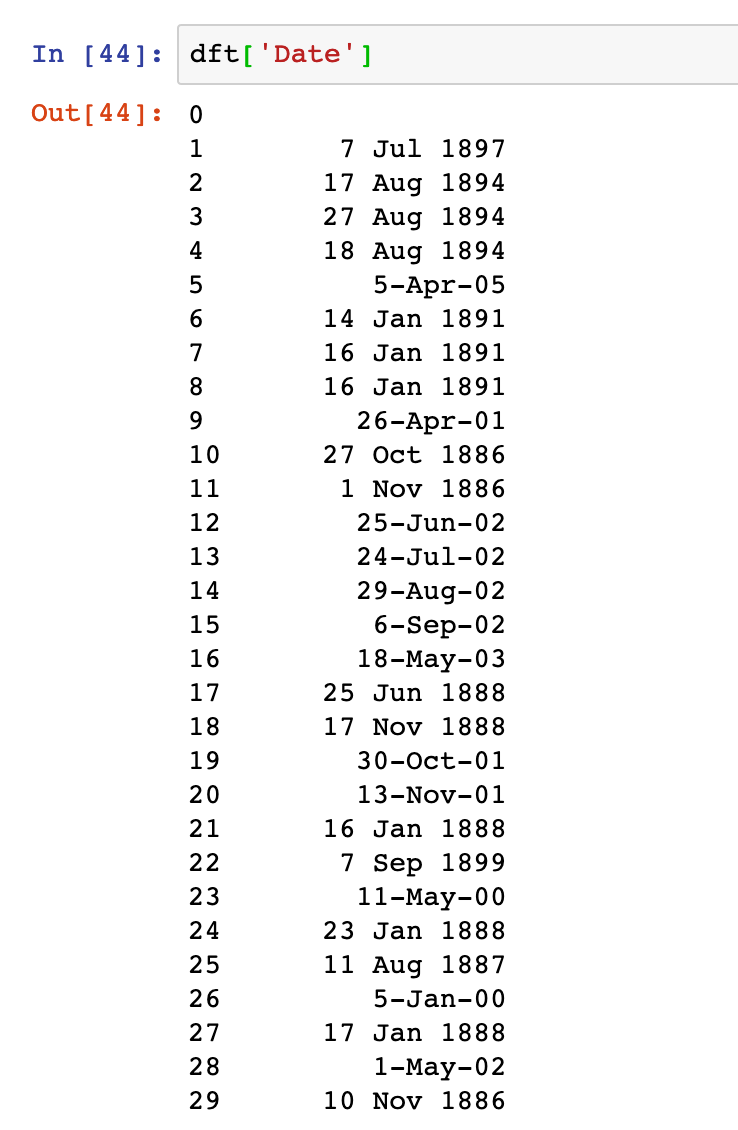 In [44]: dft['Date']
Out[44]: 0
1 7 Jul 1897
2 17 Aug 1894
3 27 Aug 1894
4 18 Aug 1894
5 5-Apr-05
6 14 Jan 1891
7 16 Jan 1891
8 16 Jan 1891
9 26-Apr-01
10 27 Oct 1886
11 1 Nov 1886
12 25-Jun-02
13 24-Jul-02
14 29-Aug-02
15 6-Sep-02
16 18-May-03
17 25 Jun 1888
18 17 Nov 1888
19 30-Oct-01
20 13-Nov-01
21 16 Jan 1888
22 7 Sep 1899
23 11-May-00
24 23 Jan 1888
25 11 Aug 1887
26 5-Jan-00
27 17 Jan 1888
28 1-May-02
29 10 Nov 1886